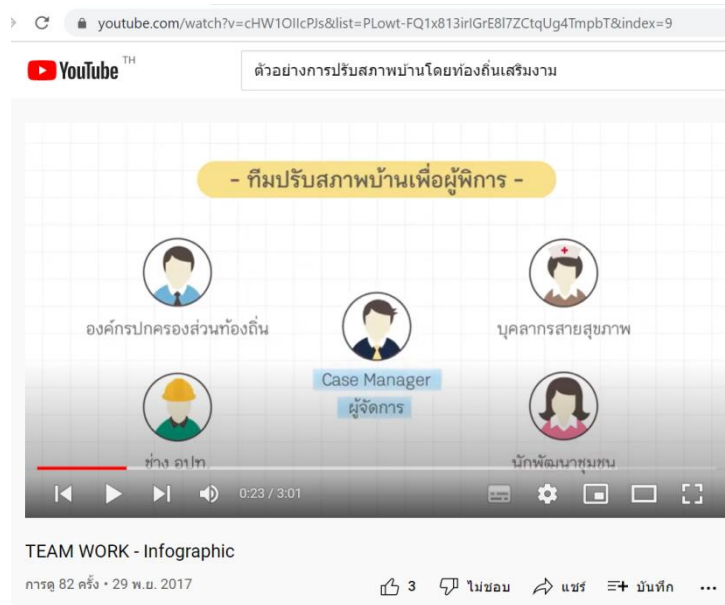 youtube.com/watch?v=cHW1OIIcPJs&list=PLowt-FQ1x813irIGrE8l7ZCtqUg4TmpbT&index=9
YouTube TH
ตัวอย่างการปรับสภาพบ้านโดยท้องถิ่นเสริมงาม
- ทีมปรับสภาพบ้านเพื่อผู้พิการ -
องค์กรปกครองส่วนท้องถิ่น
บุคลากรสายสุขภาพ
Case Manager
ผู้จัดการ
ช่าง อปท.
นักพัฒนาชุมชน
0:23 / 3:01
TEAM WORK - Infographic
การดู 82 ครั้ง • 29 พ.ย. 2017
3 ไม่ชอบ แชร์ บันทึก